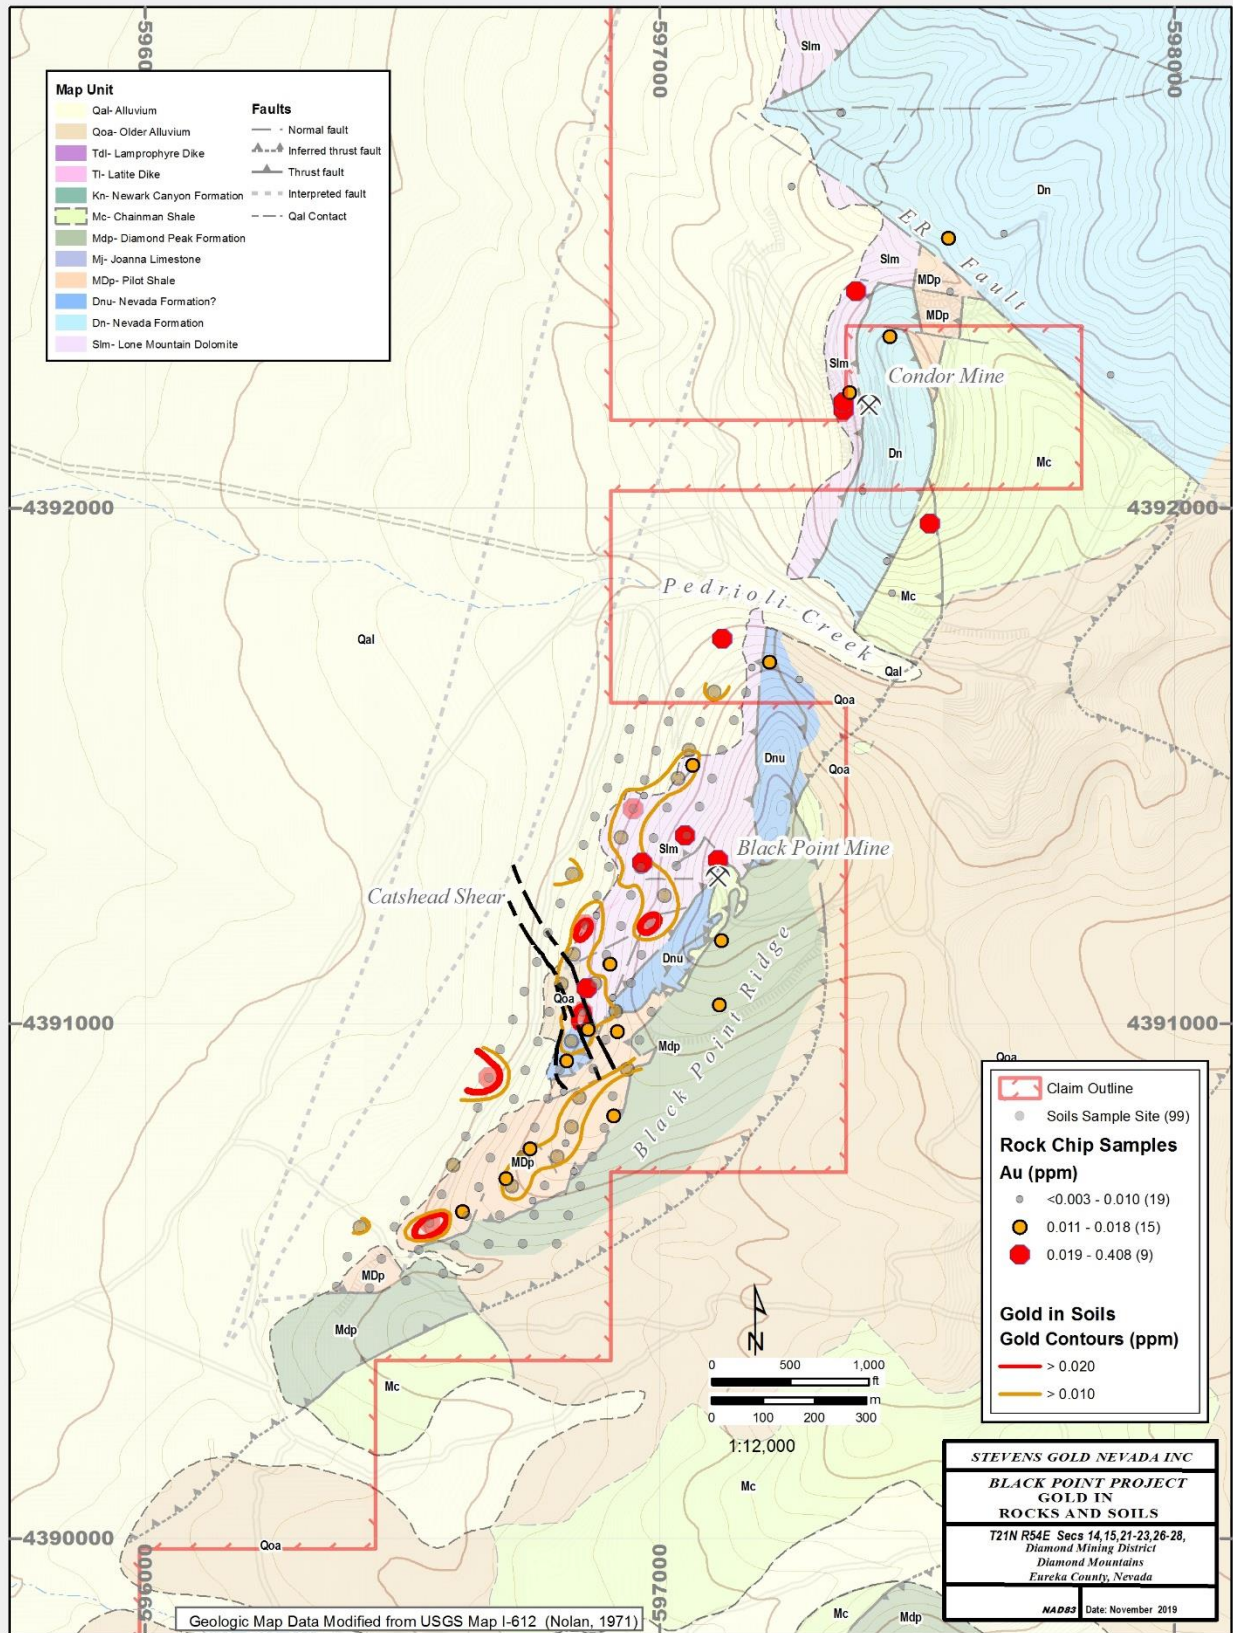 596000
597000
598000
Map Unit
Qal- Alluvium
Qoa- Older Alluvium
Tdl- Lamprophyre Dike
Tl- Latite Dike
Kn- Newark Canyon Formation
Mc- Chainman Shale
Mdp- Diamond Peak Formation
Mj- Joanna Limestone
MDp- Pilot Shale
Dnu- Nevada Formation?
Dn- Nevada Formation
Slm- Lone Mountain Dolomite
Faults
Normal fault
Inferred thrust fault
Thrust fault
Interpreted fault
Qal Contact
Slm
Dn
ER Fault
Slm
MDp
MDp
Slm
Condor Mine
Dn
Mc
4392000
4392000
Pedrioli Creek
Mc
Qal
Qal
Qoa
Dnu
Qoa
Slm
Black Point Mine
Catshead Shear
Dnu
Qoa
Black Point Ridge
4391000
4391000
Mdp
Qoa
MDp
MDp
Mdp
Mc
Claim Outline
Soils Sample Site (99)
Rock Chip Samples
Au (ppm)
<0.003 - 0.010 (19)
0.011 - 0.018 (15)
0.019 - 0.408 (9)
Gold in Soils
Gold Contours (ppm)
> 0.020
> 0.010
N
0 500 1,000
ft
m
0 100 200 300
1:12,000
STEVENS GOLD NEVADA INC
BLACK POINT PROJECT
GOLD IN
ROCKS AND SOILS
T21N R54E Secs 14,15,21-23,26-28,
Diamond Mining District
Diamond Mountains
Eureka County, Nevada
NAD83 Date: November 2019
Mc
4390000
Qoa
596000
597000
Mc
Mdp
Geologic Map Data Modified from USGS Map I-612 (Nolan, 1971)